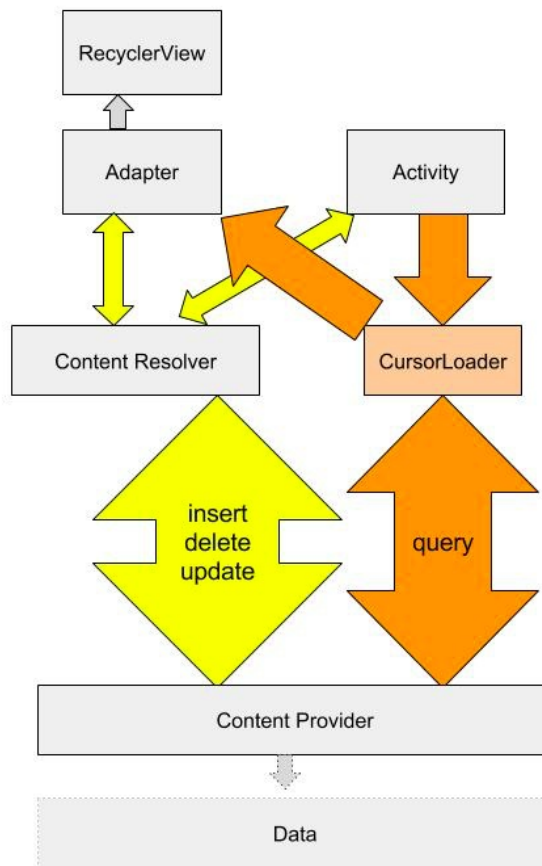 RecyclerView
Adapter
Activity
Content Resolver
CursorLoader
insert
delete
update
query
Content Provider
Data